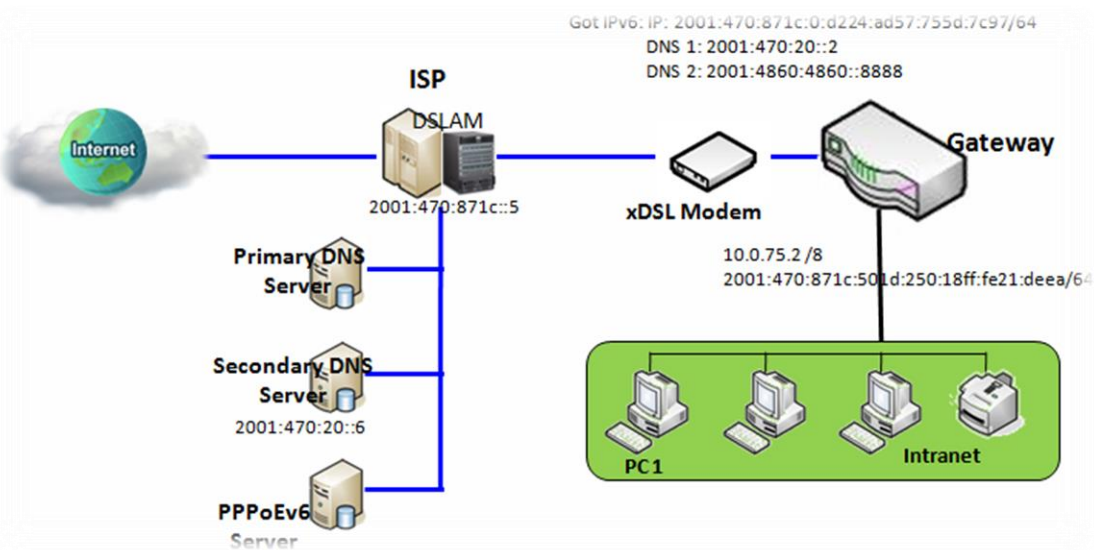 Got IPv6: IP: 2001:470:871c:0:d224:ad57:755d:7c97/64
DNS 1: 2001:470:20::2
DNS 2: 2001:4860:4860::8888
ISP
DSLAM
Internet
Gateway
2001:470:871c::5
xDSL Modem
Primary DNS
Server
10.0.75.2 /8
2001:470:871c:501d:250:18ff:fe21:deea/64
Secondary DNS
Server
2001:470:20::6
PC1
Intranet
PPPoEv6
Server